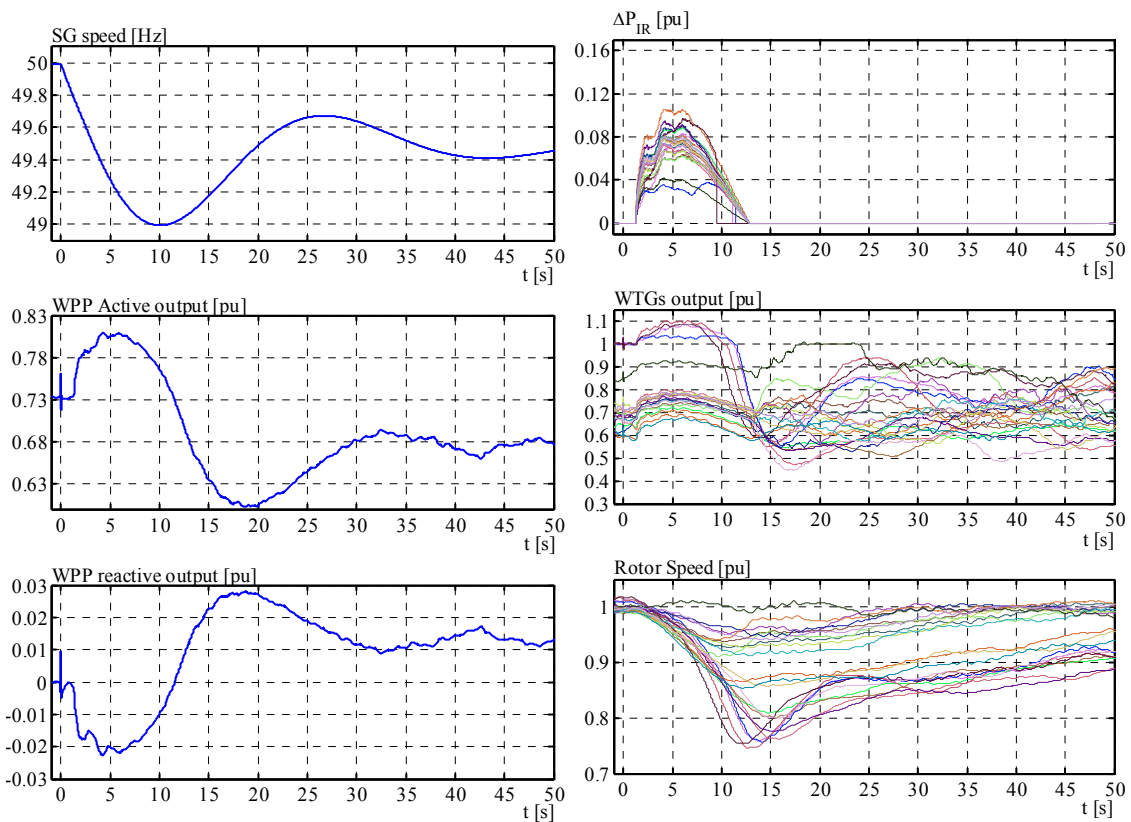 SG speed [Hz]
50
49.8
49.6
49.4
49.2
49
0 5 10 15 20 25 30 35 40 45 50
t [s]
WPP Active output [pu]
0.83
0.78
0.73
0.68
0.63
0 5 10 15 20 25 30 35 40 45 50
t [s]
WPP reactive output [pu]
0.03
0.02
0.01
0
-0.01
-0.02
-0.03
0 5 10 15 20 25 30 35 40 45 50
t [s]
ΔP_IR [pu]
0.16
0.12
0.08
0.04
0
0 5 10 15 20 25 30 35 40 45 50
t [s]
WTGs output [pu]
1.1
1
0.9
0.8
0.7
0.6
0.5
0.4
0.3
0 5 10 15 20 25 30 35 40 45 50
t [s]
Rotor Speed [pu]
1
0.9
0.8
0.7
0 5 10 15 20 25 30 35 40 45 50
t [s]